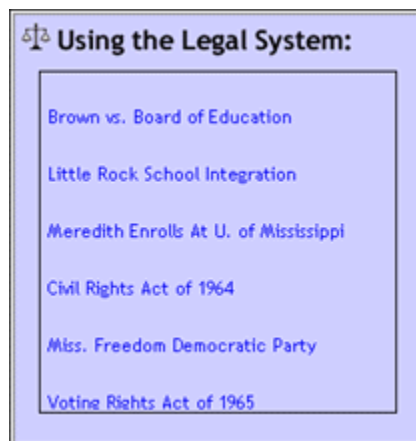 Using the Legal System:
Brown vs. Board of Education
Little Rock School Integration
Meredith Enrolls At U. of Mississippi
Civil Rights Act of 1964
Miss. Freedom Democratic Party
Voting Rights Act of 1965